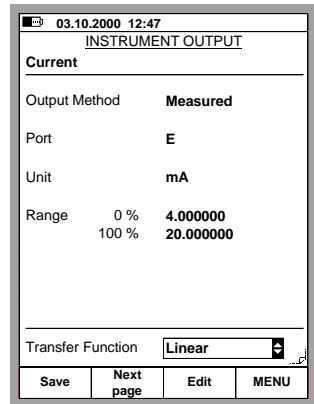 03.10.2000 12:47
INSTRUMENT OUTPUT
Current
Output Method Measured
Port E
Unit mA
Range 0 % 4.000000
100 % 20.000000
Transfer Function Linear
Save Next page Edit MENU